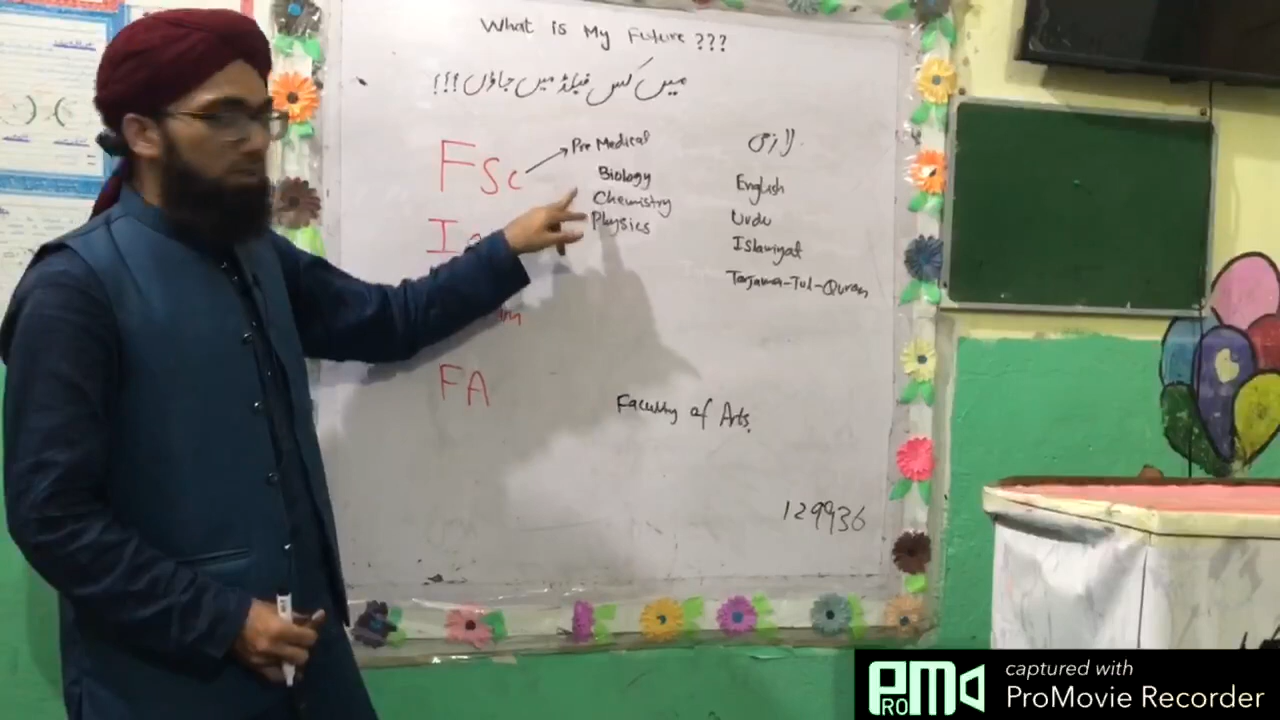 What is My Future ???
میں کس فیلڈ میں جاؤں !!!
FSc
Pre Medical
Biology
Chemistry
Physics
لازمی
English
Urdu
Islamiyat
Tarjama-Tul-Quran
FA
Faculty of Arts.
129936
PRO M
captured with
ProMovie Recorder